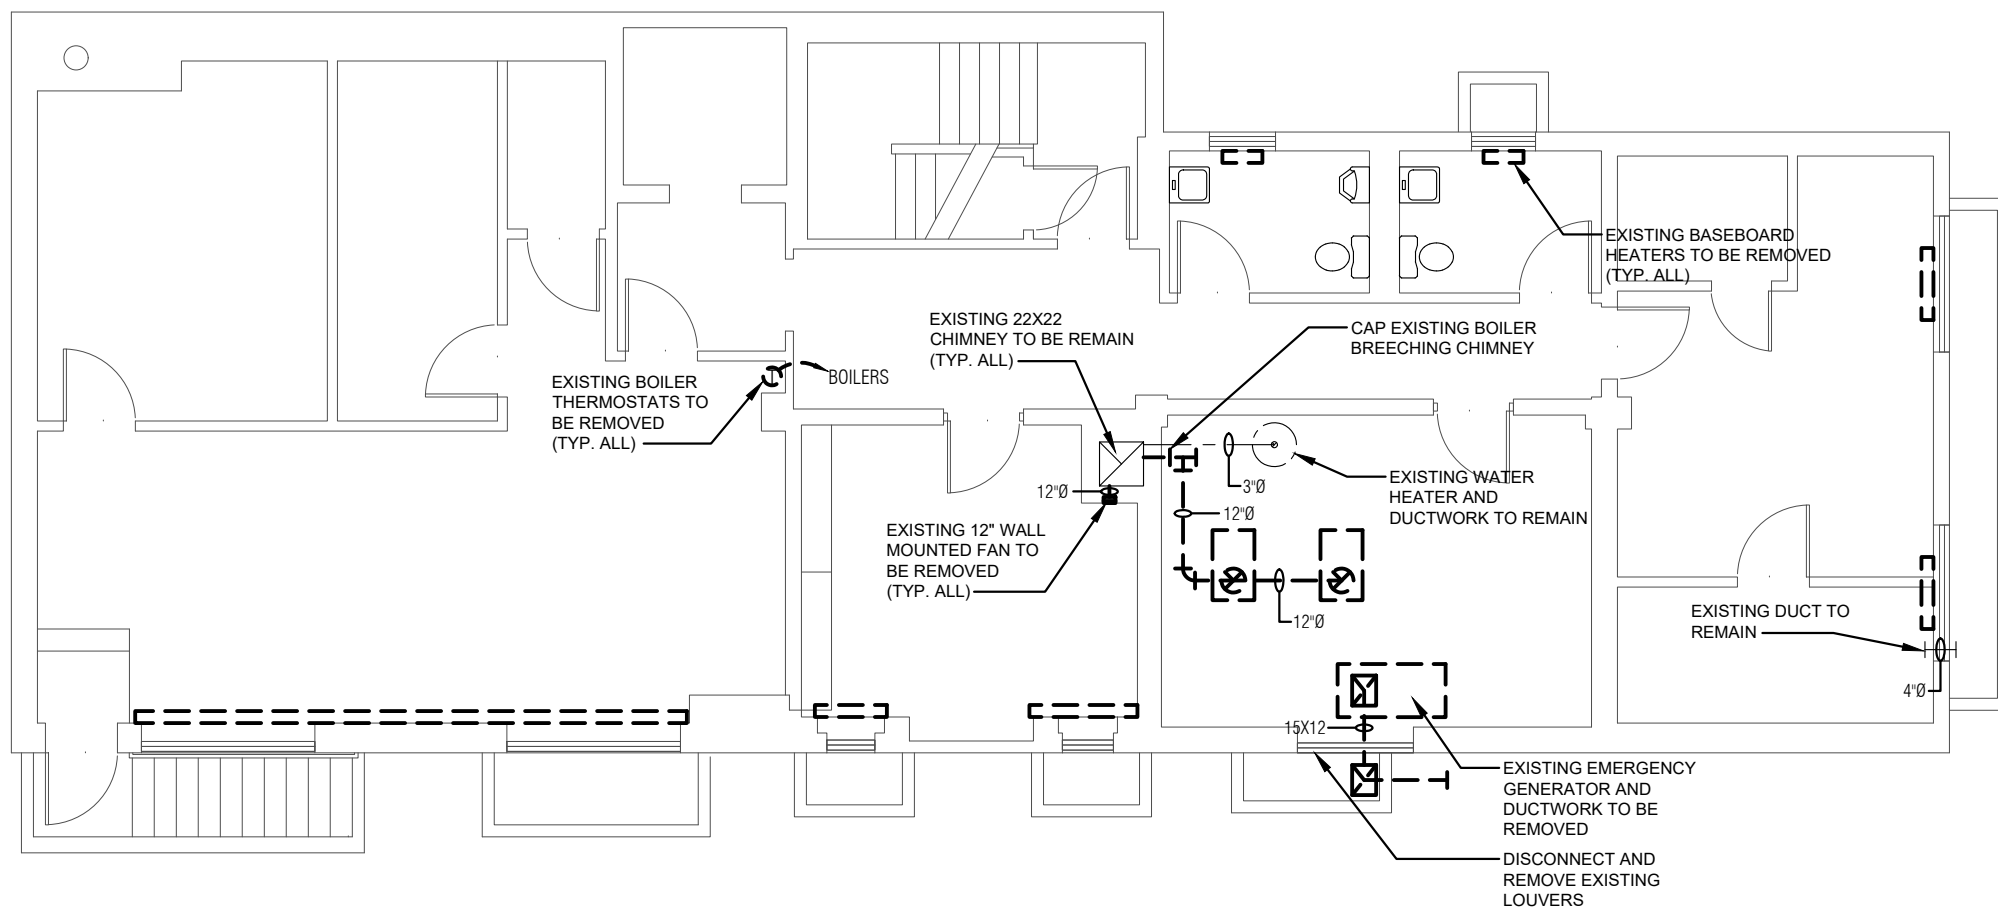 EXISTING BASEBOARD
HEATERS TO BE REMOVED
(TYP. ALL)
EXISTING 22X22
CHIMNEY TO BE REMAIN
(TYP. ALL)
CAP EXISTING BOILER
BREECHING CHIMNEY
BOILERS
EXISTING BOILER
THERMOSTATS TO
BE REMOVED
(TYP. ALL)
12"Ø
3"Ø
EXISTING WATER
HEATER AND
DUCTWORK TO REMAIN
12"Ø
EXISTING 12" WALL
MOUNTED FAN TO
BE REMOVED
(TYP. ALL)
12"Ø
EXISTING DUCT TO
REMAIN
4"Ø
15X12
EXISTING EMERGENCY
GENERATOR AND
DUCTWORK TO BE
REMOVED
DISCONNECT AND
REMOVE EXISTING
LOUVERS